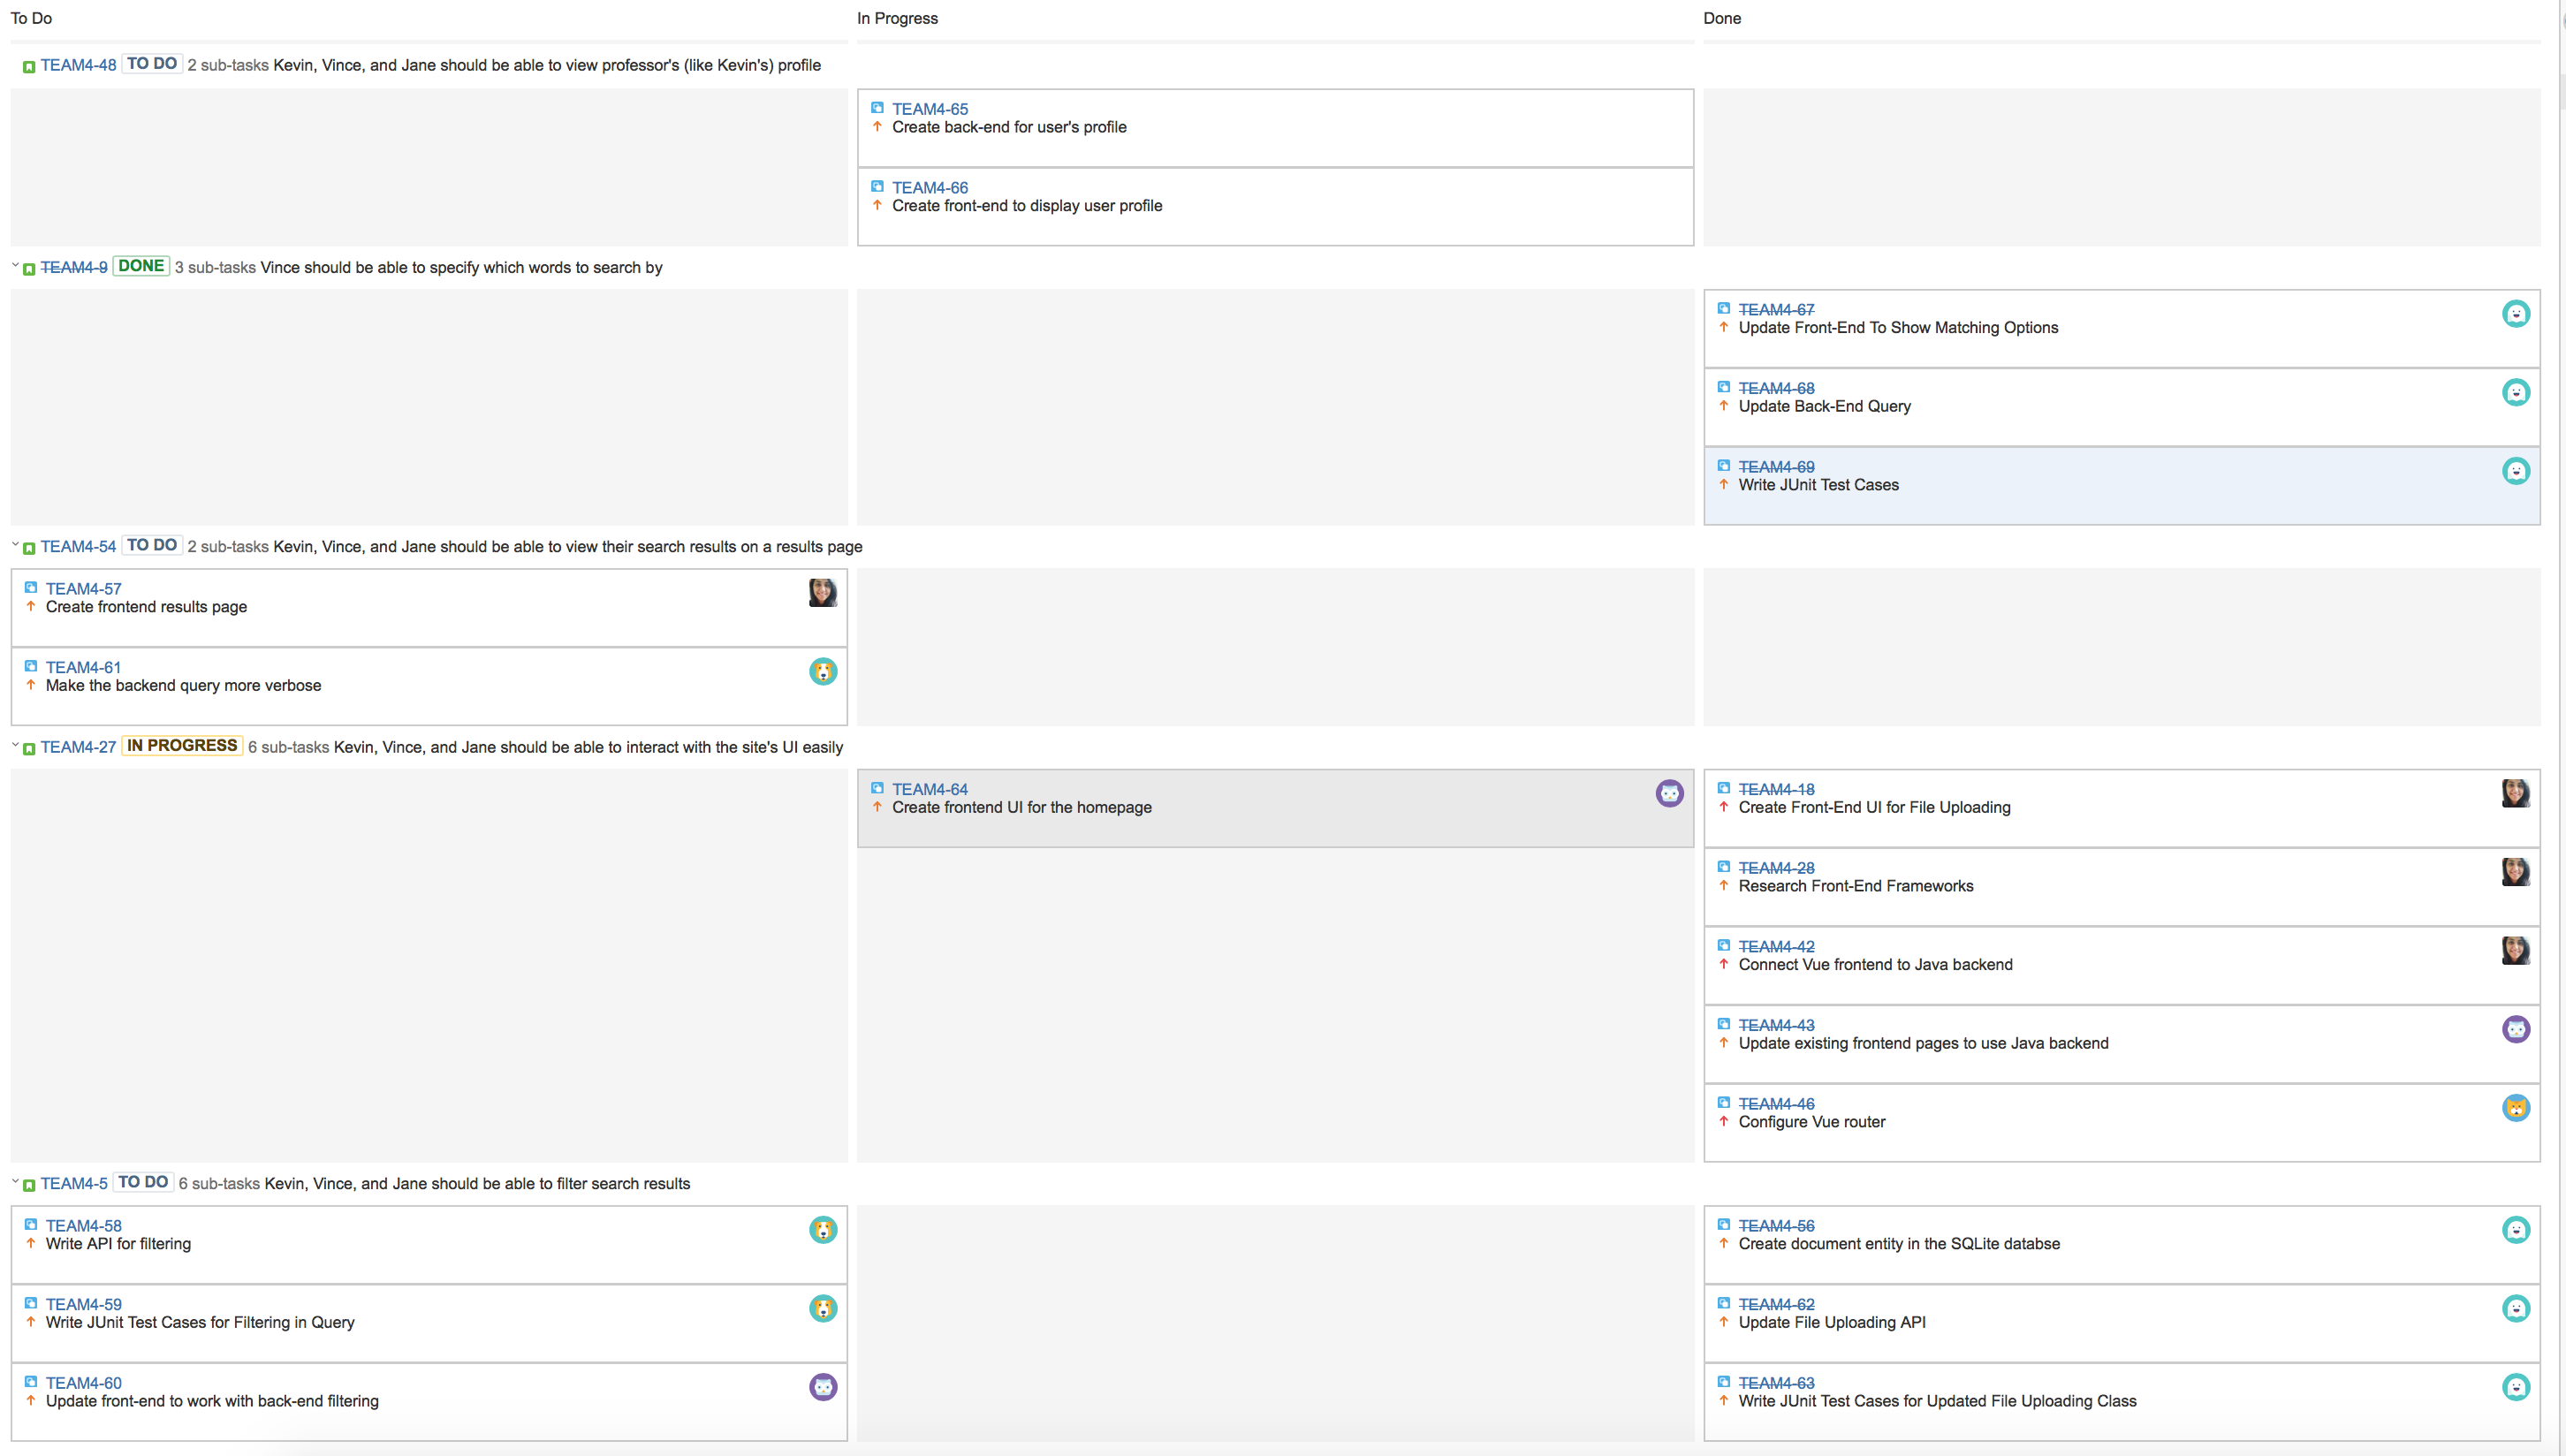 To Do In Progress Done
TEAM4-48 TO DO 2 sub-tasks Kevin, Vince, and Jane should be able to view professor's (like Kevin's) profile
TEAM4-65
Create back-end for user's profile
TEAM4-66
Create front-end to display user profile
TEAM4-9 DONE 3 sub-tasks Vince should be able to specify which words to search by
TEAM4-67
Update Front-End To Show Matching Options
TEAM4-68
Update Back-End Query
TEAM4-69
Write JUnit Test Cases
TEAM4-54 TO DO 2 sub-tasks Kevin, Vince, and Jane should be able to view their search results on a results page
TEAM4-57
Create frontend results page
TEAM4-61
Make the backend query more verbose
TEAM4-27 IN PROGRESS 6 sub-tasks Kevin, Vince, and Jane should be able to interact with the site's UI easily
TEAM4-64
Create frontend UI for the homepage
TEAM4-18
Create Front-End UI for File Uploading
TEAM4-28
Research Front-End Frameworks
TEAM4-42
Connect Vue frontend to Java backend
TEAM4-43
Update existing frontend pages to use Java backend
TEAM4-46
Configure Vue router
TEAM4-5 TO DO 6 sub-tasks Kevin, Vince, and Jane should be able to filter search results
TEAM4-58
Write API for filtering
TEAM4-59
Write JUnit Test Cases for Filtering in Query
TEAM4-60
Update front-end to work with back-end filtering
TEAM4-56
Create document entity in the SQLite databse
TEAM4-62
Update File Uploading API
TEAM4-63
Write JUnit Test Cases for Updated File Uploading Class